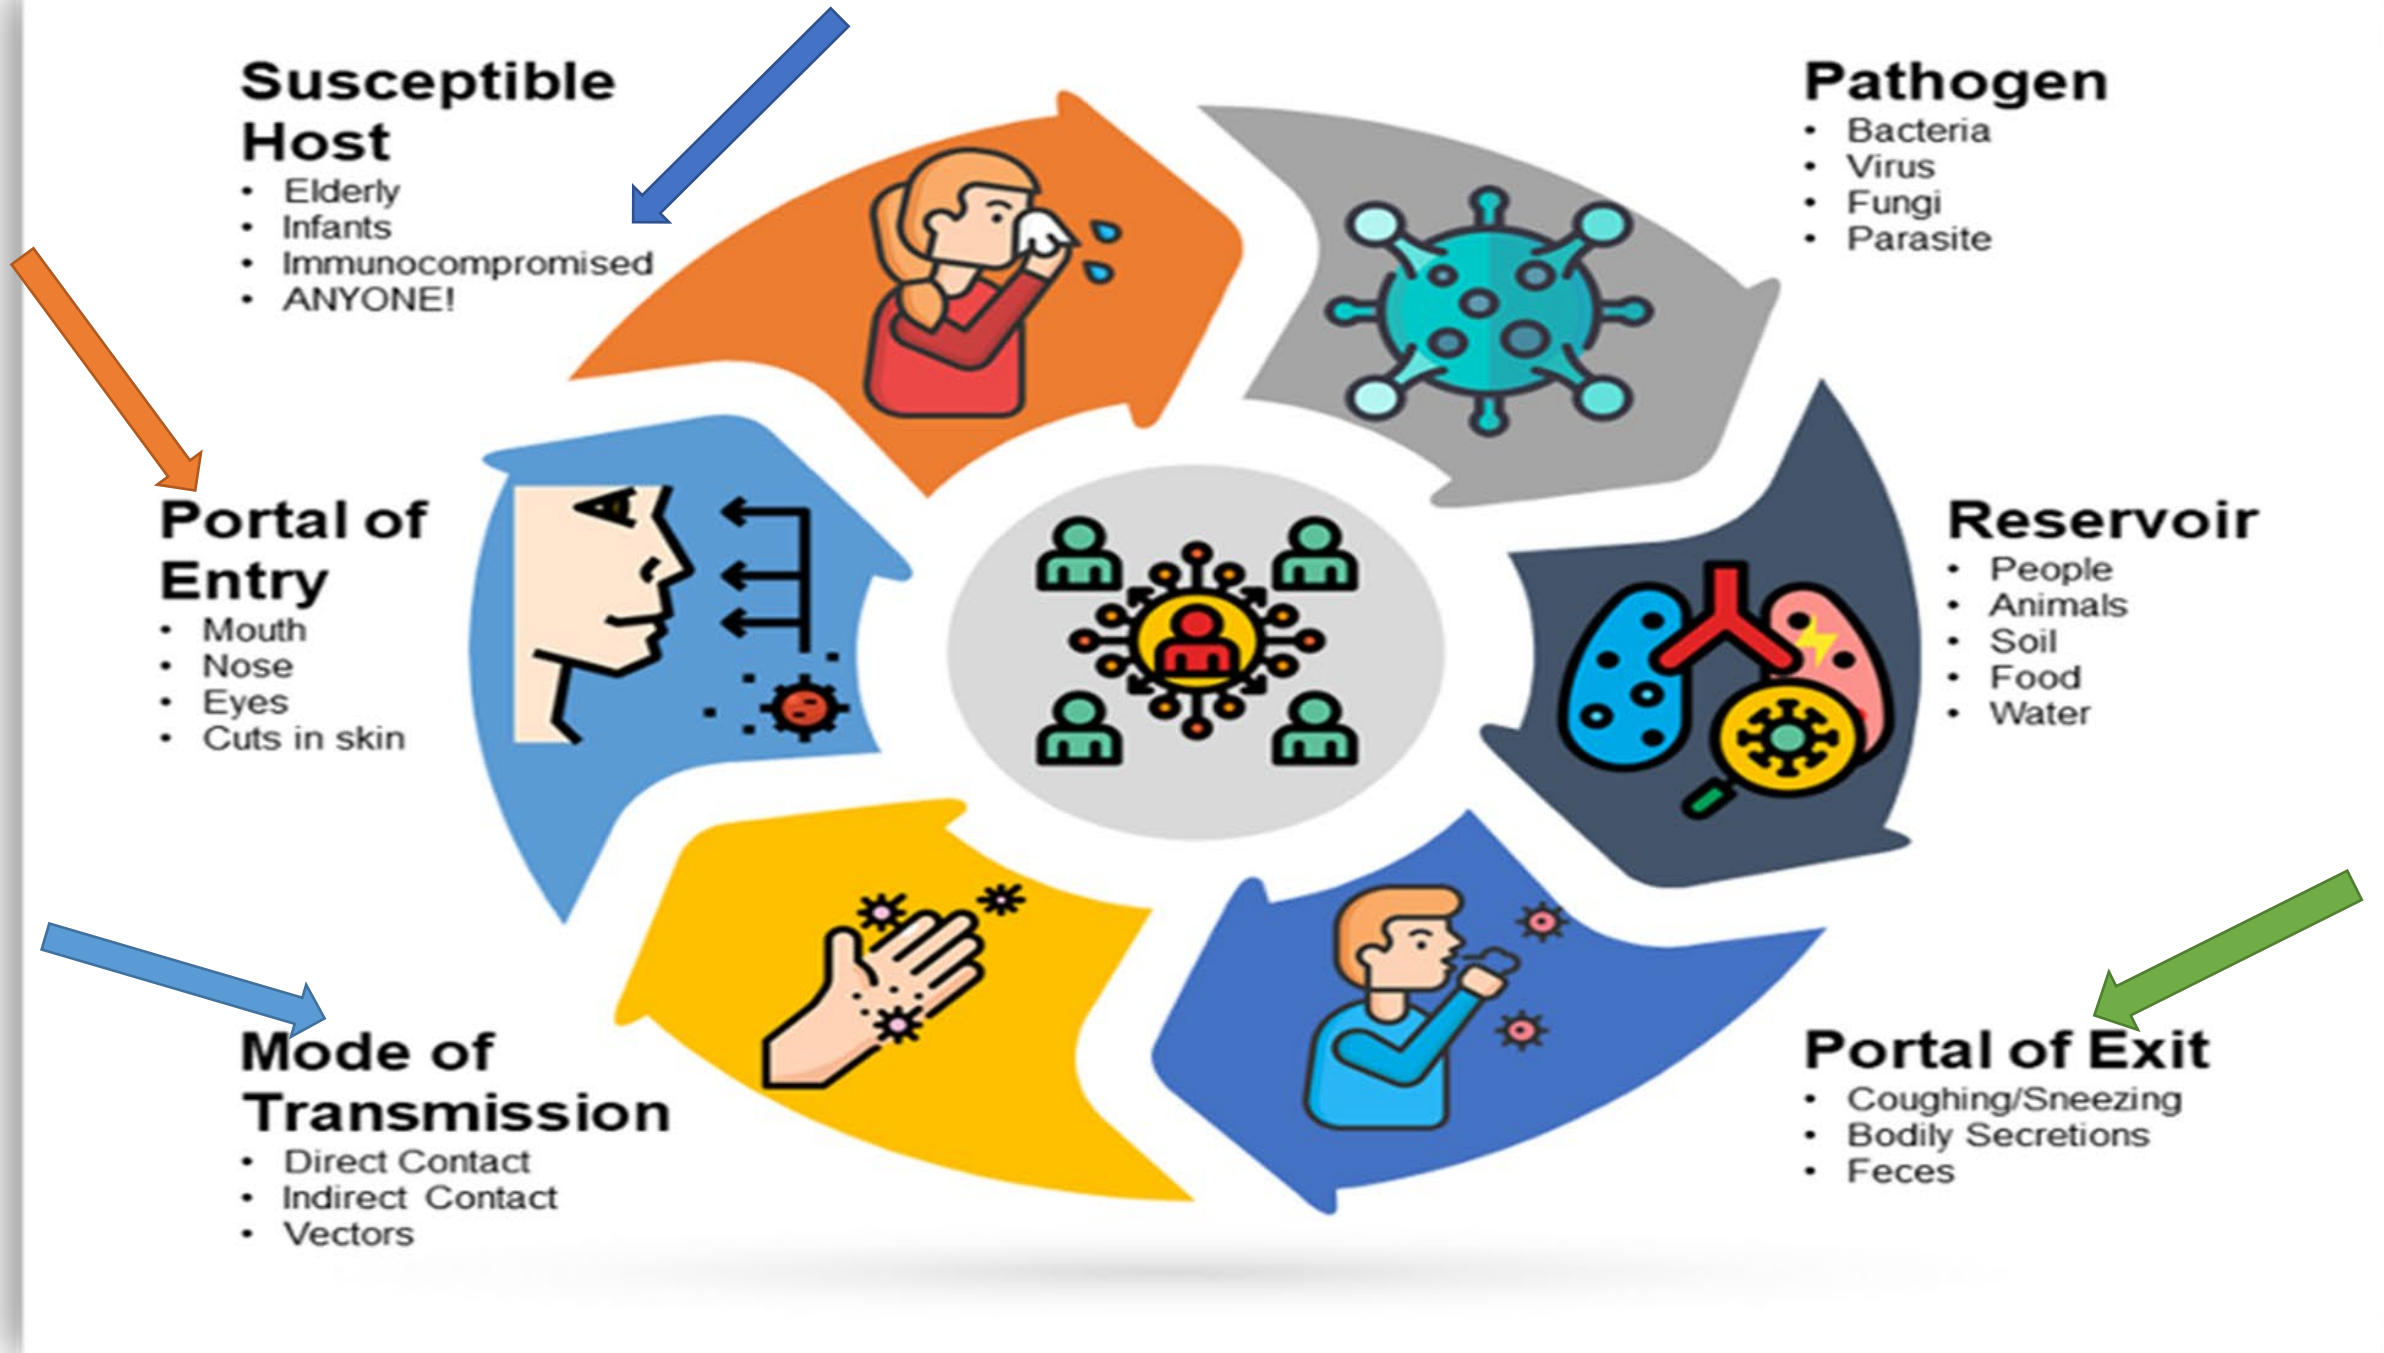 Susceptible
Host
• Elderly
• Infants
• Immunocompromised
• ANYONE!
Pathogen
• Bacteria
• Virus
• Fungi
• Parasite
Reservoir
• People
• Animals
• Soil
• Food
• Water
Portal of Exit
• Coughing/Sneezing
• Bodily Secretions
• Feces
Mode of
Transmission
• Direct Contact
• Indirect Contact
• Vectors
Portal of
Entry
• Mouth
• Nose
• Eyes
• Cuts in skin